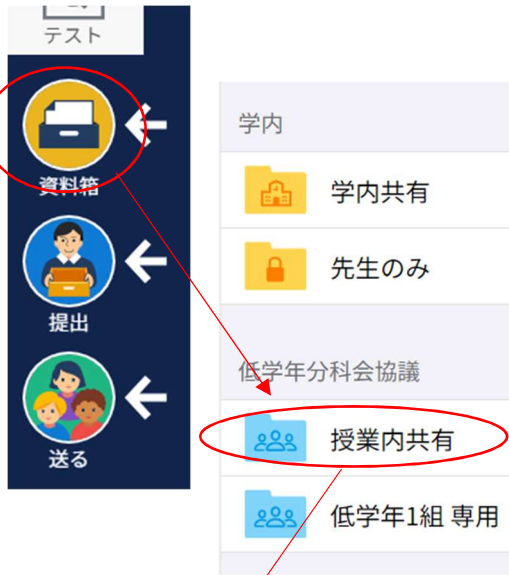 テスト
資料箱
提出
送る
学内
学内共有
先生のみ
低学年分科会協議
授業内共有
低学年1組 専用